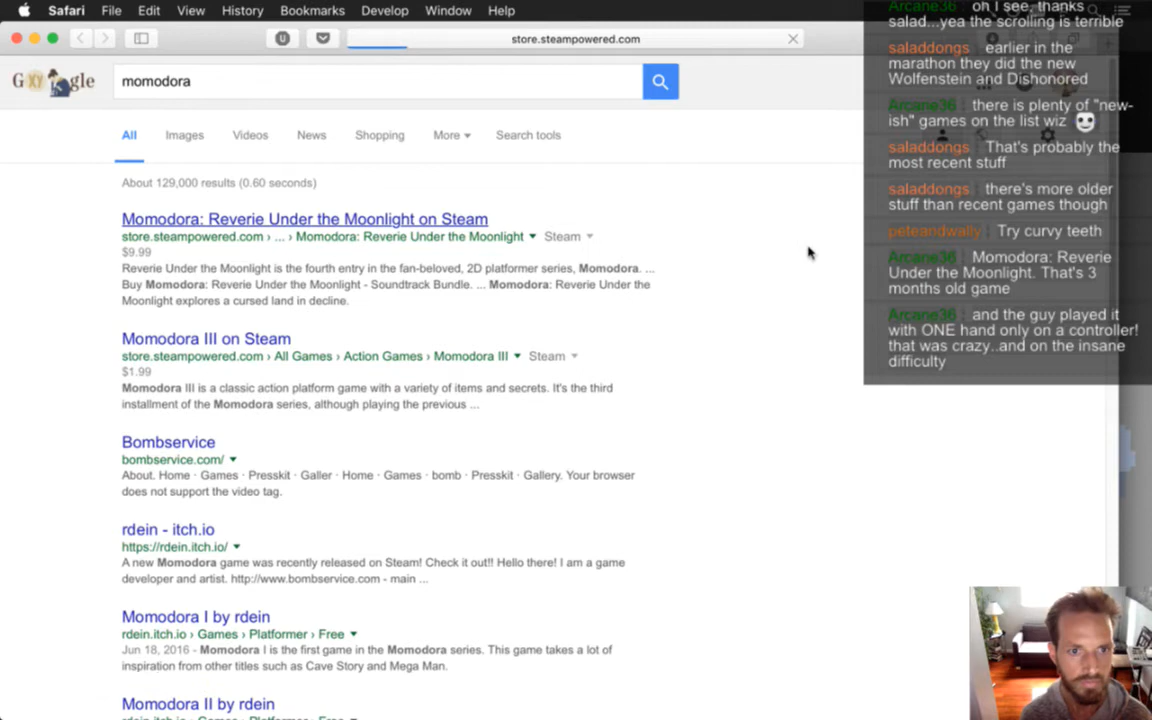 Safari File Edit View History Bookmarks Develop Window Help
store.steampowered.com
momodora
All Images Videos News Shopping More Search tools
About 129,000 results (0.60 seconds)
Momodora: Reverie Under the Moonlight on Steam
store.steampowered.com › ... › Momodora: Reverie Under the Moonlight Steam
$9.99
Reverie Under the Moonlight is the fourth entry in the fan-beloved, 2D platformer series, Momodora. ...
Buy Momodora: Reverie Under the Moonlight - Soundtrack Bundle. ... Momodora: Reverie Under the
Moonlight explores a cursed land in decline.
Momodora III on Steam
store.steampowered.com › All Games › Action Games › Momodora III Steam
$1.99
Momodora III is a classic action platform game with a variety of items and secrets. It's the third
installment of the Momodora series, although playing the previous ...
Bombservice
bombservice.com/
About. Home · Games · Presskit · Galler · Home · Games · bomb · Presskit · Gallery. Your browser
does not support the video tag.
rdein - itch.io
https://rdein.itch.io/
A new Momodora game was recently released on Steam! Check it out!! Hello there! I am a game
developer and artist. http://www.bombservice.com - main ...
Momodora I by rdein
rdein.itch.io › Games › Platformer › Free
Jun 18, 2016 - Momodora I is the first game in the Momodora series. This game takes a lot of
inspiration from other titles such as Cave Story and Mega Man.
Momodora II by rdein
rdein.itch.io › Games › Platformer › Free
Arcane36 : oh I see, thanks
salad...yea the scrolling is terrible
saladdongs : earlier in the
marathon they did the new
Wolfenstein and Dishonored
Arcane36 : there is plenty of "new-
ish" games on the list wiz
saladdongs : That's probably the
most recent stuff
saladdongs : there's more older
stuff than recent games though
peteandwally : Try curvy teeth
Arcane36 : Momodora: Reverie
Under the Moonlight. That's 3
months old game
Arcane36 : and the guy played it
with ONE hand only on a controller!
that was crazy..and on the insane
difficulty